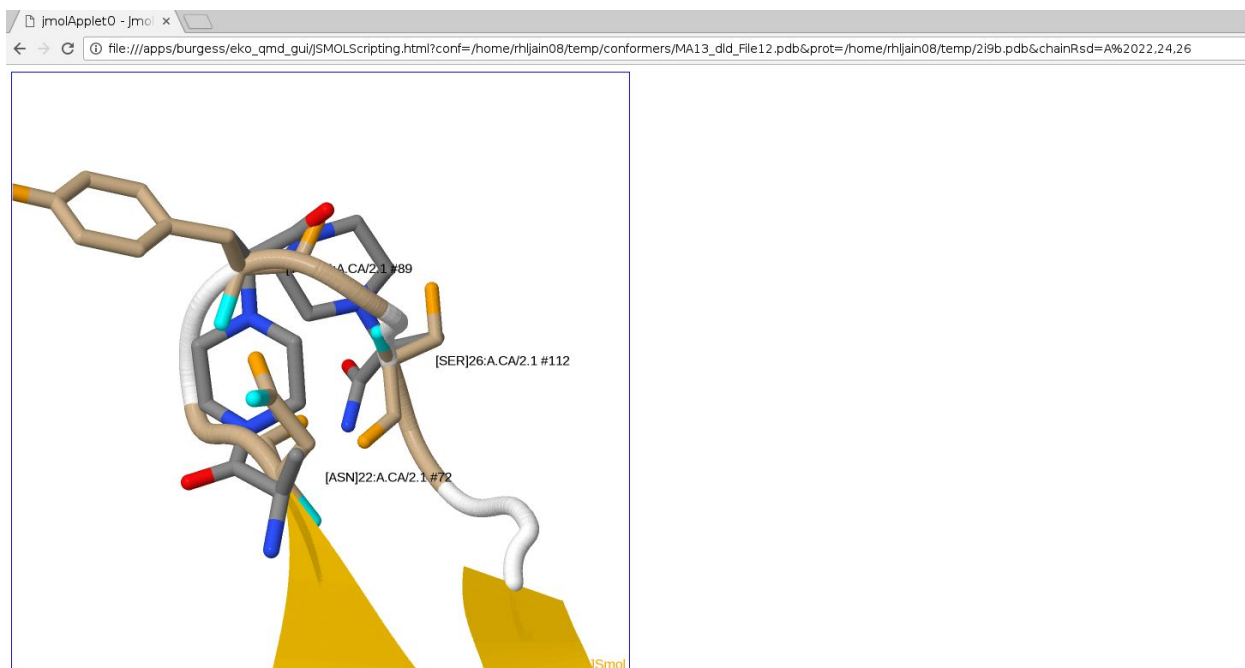 jmolApplet0 - Jmol
file:///apps/burgess/eko_qmd_gui/JSMOLScripting.html?conf=/home/rhljain08/temp/conformers/MA13_dld_File12.pdb&prot=/home/rhljain08/temp/2i9b.pdb&chainRsd=A%2022,24,26
:A.CA/2.1 #89
[SER]26:A.CA/2.1 #112
[ASN]22:A.CA/2.1 #72
JSmol